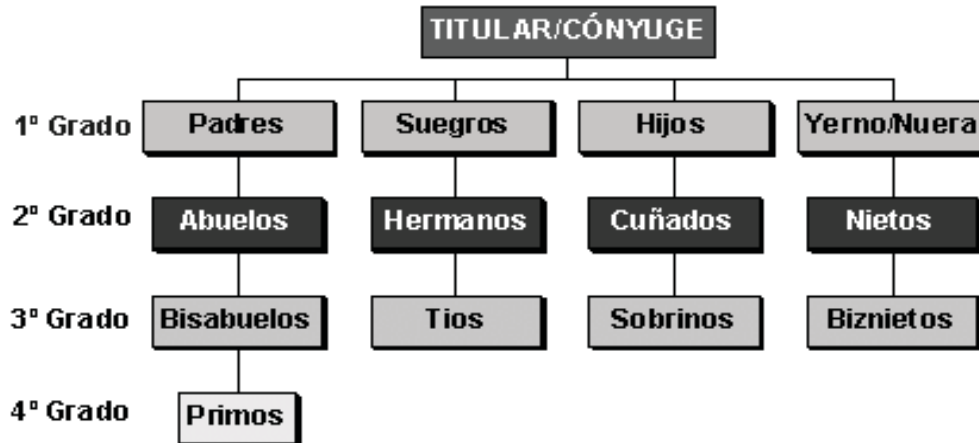 TITULAR/CÓNYUGE
1º Grado Padres Suegros Hijos Yerno/Nuera
2º Grado Abuelos Hermanos Cuñados Nietos
3º Grado Bisabuelos Tios Sobrinos Biznietos
4º Grado Primos